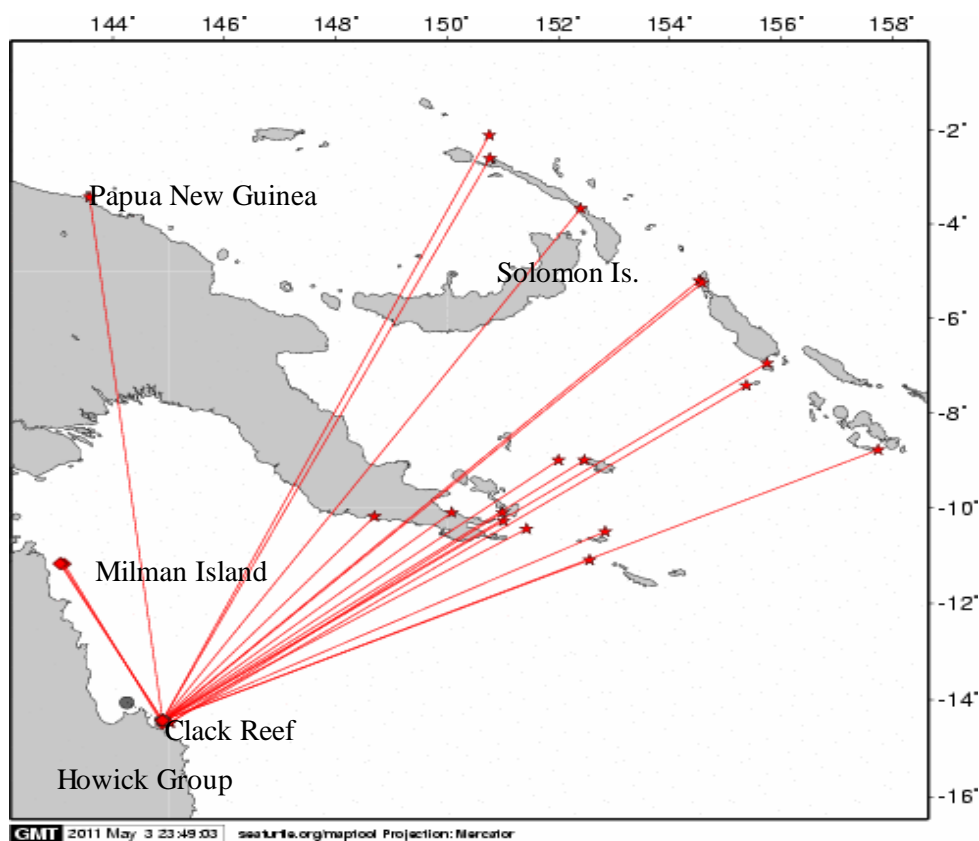 144° 146° 148° 150° 152° 154° 156° 158°
-2°
Papua New Guinea
-4°
Solomon Is.
-6°
-8°
-10°
Milman Island
-12°
-14°
Clack Reef
Howick Group
-16°
GMT 2011 May 3 23:49:03 seaturtle.org/maptool Projection: Mercator